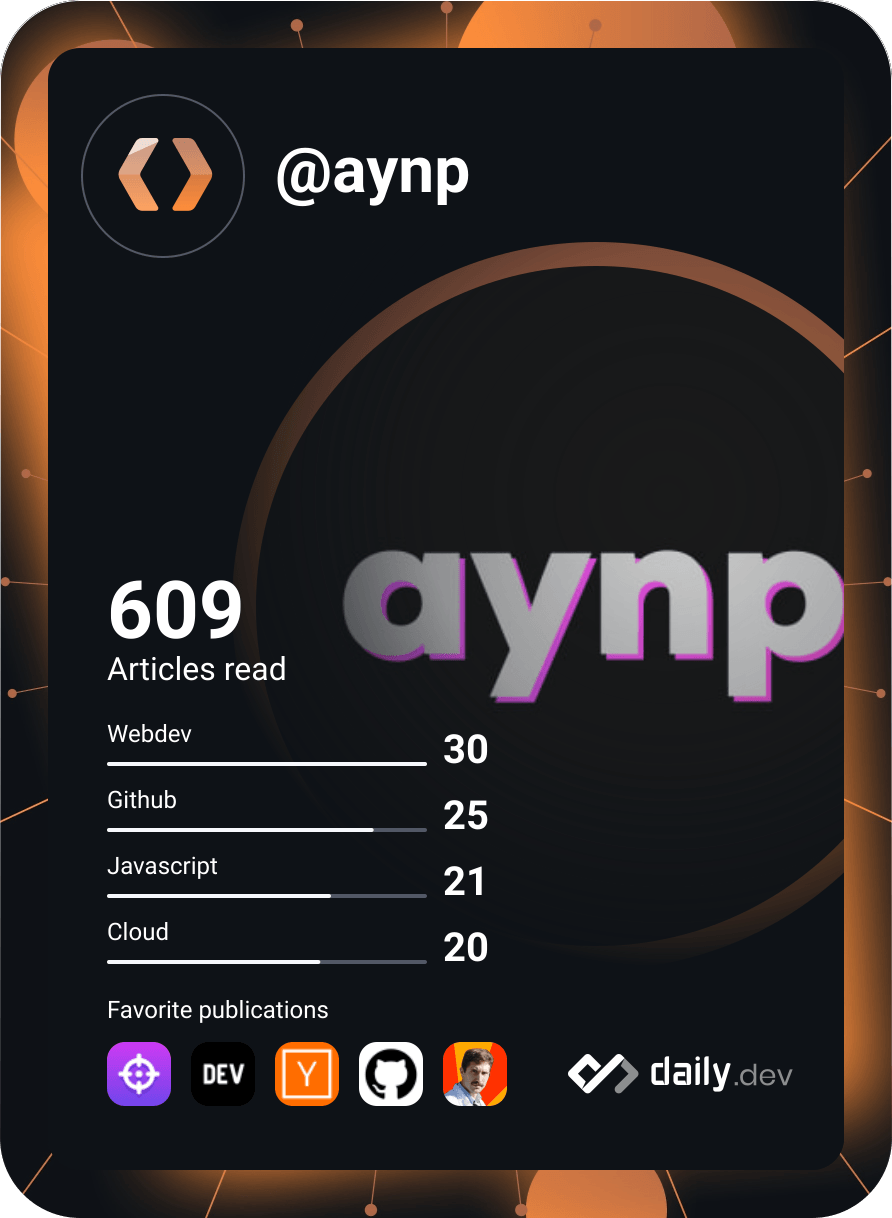 @aynp
aynp
609
Articles read
Webdev
30
Github
25
Javascript
21
Cloud
20
Favorite publications
DEV
Y
daily.dev